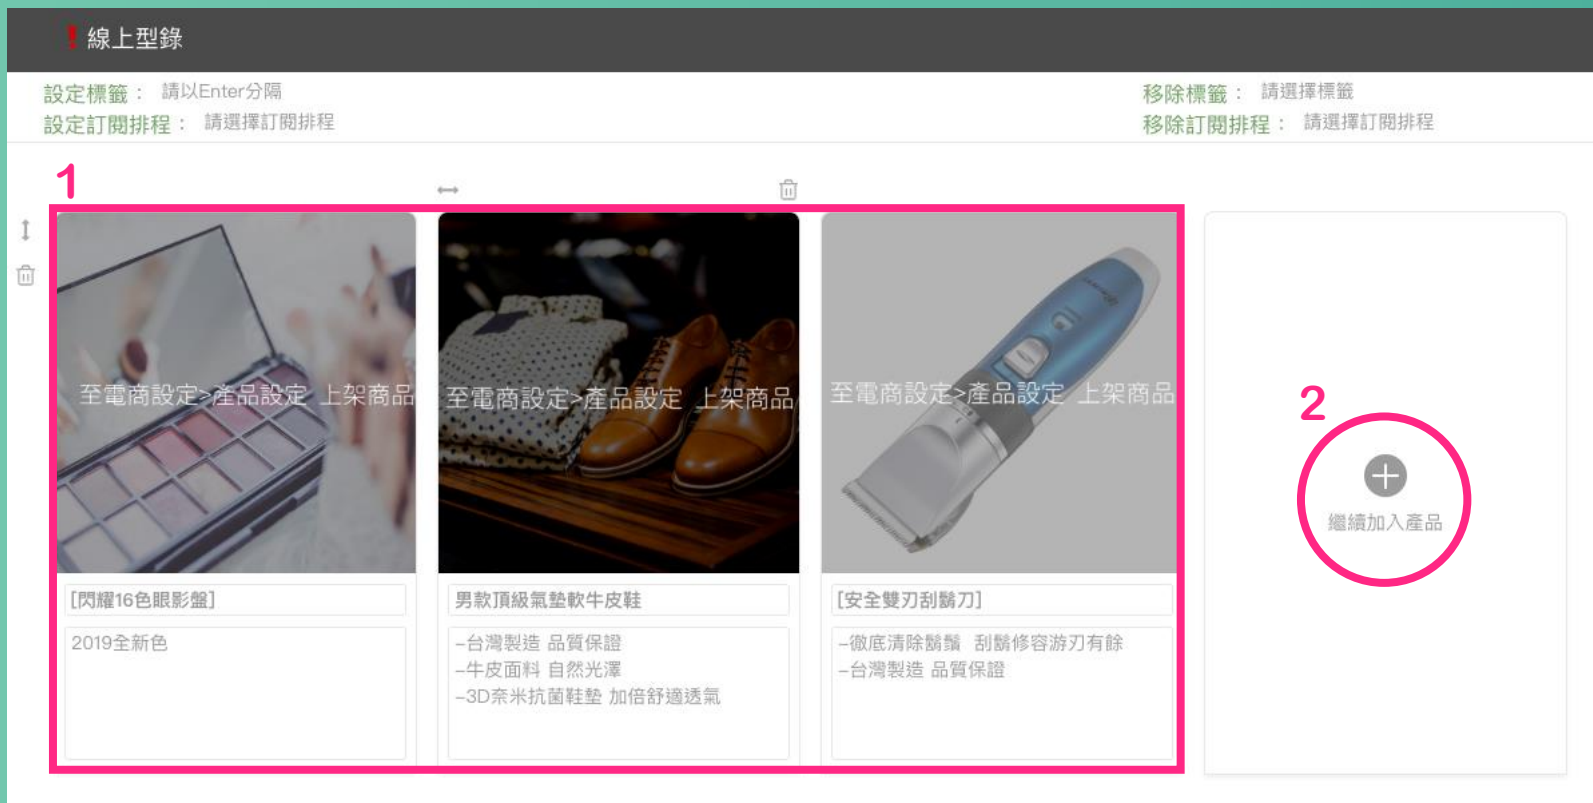 線上型錄
設定標籤： 請以Enter分隔
移除標籤： 請選擇標籤
設定訂閱排程： 請選擇訂閱排程
移除訂閱排程： 請選擇訂閱排程
1
至電商設定>產品設定 上架商品
至電商設定>產品設定 上架商品
至電商設定>產品設定 上架商品
[閃耀16色眼影盤]
2019全新色
男款頂級氣墊軟牛皮鞋
–台灣製造 品質保證
–牛皮面料 自然光澤
–3D奈米抗菌鞋墊 加倍舒適透氣
[安全雙刃刮鬍刀]
–徹底清除鬍鬚 刮鬍修容游刃有餘
–台灣製造 品質保證
2
繼續加入產品